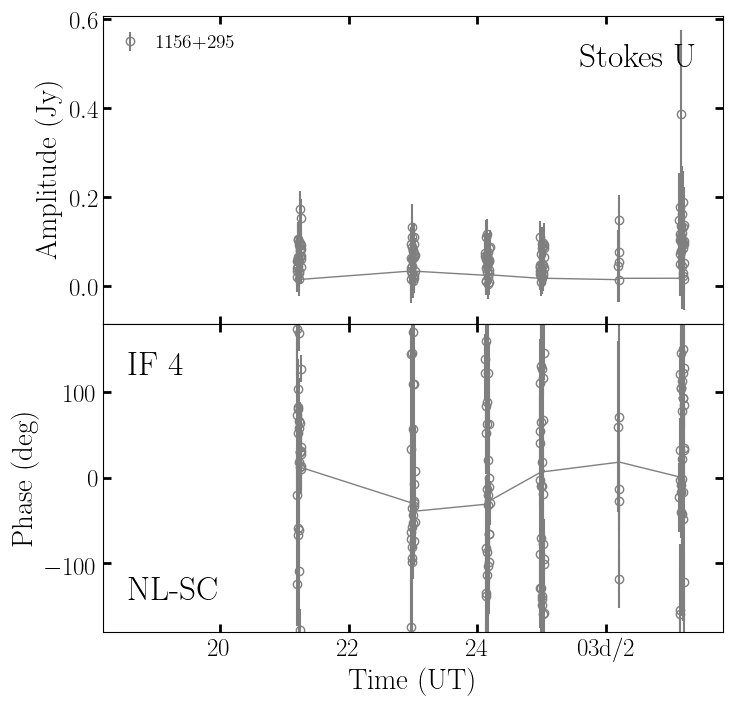 1156+295
Stokes U
0.6
0.4
0.2
0.0
Amplitude (Jy)
IF 4
100
0
−100
Phase (deg)
NL-SC
20
22
24
03d/2
Time (UT)